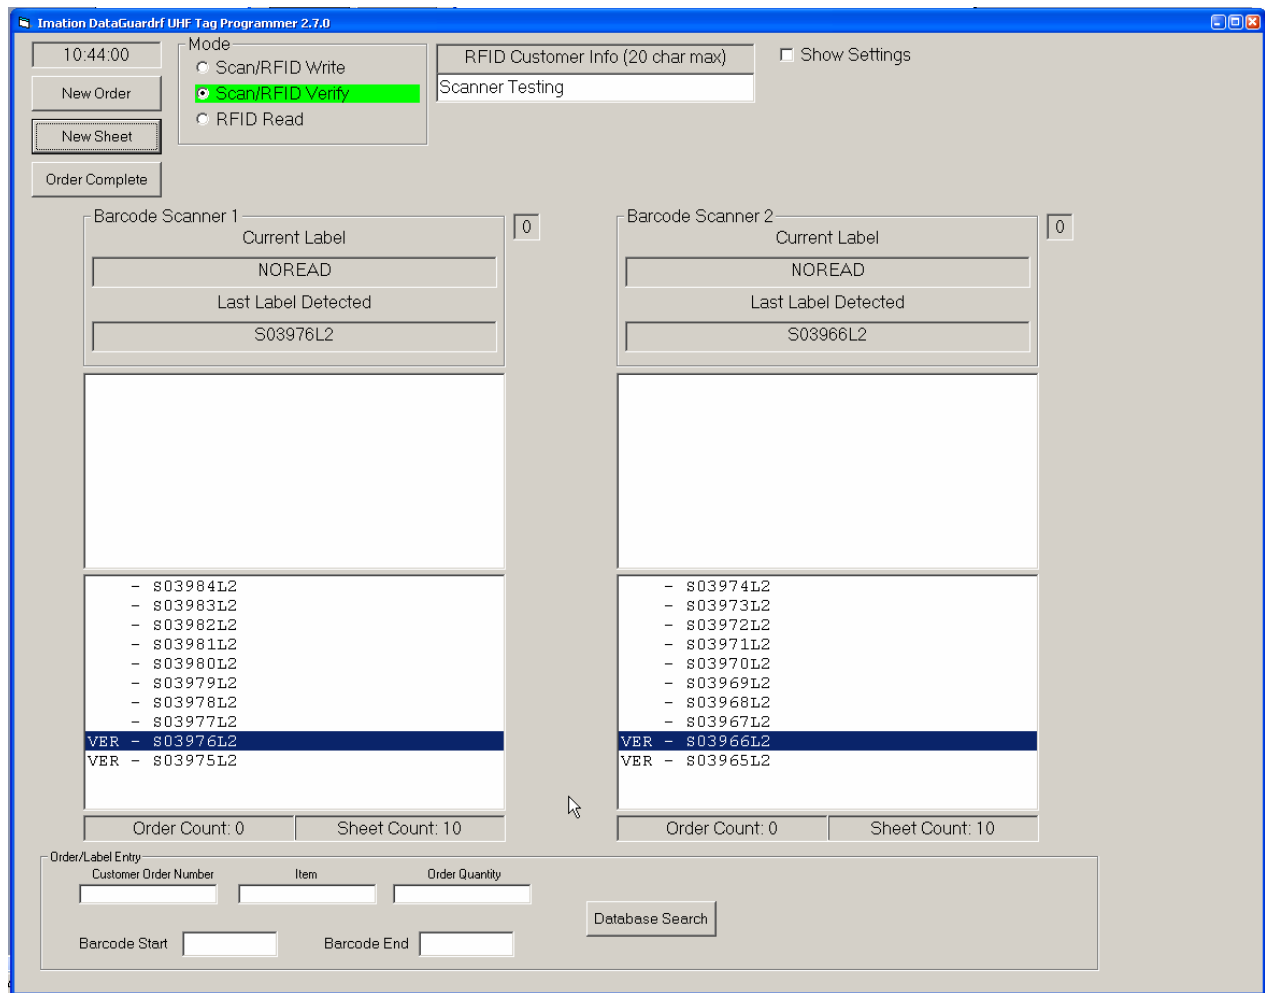 Imation DataGuardrf UHF Tag Programmer 2.7.0
10:44:00
New Order
New Sheet
Order Complete
Mode
Scan/RFID Write
Scan/RFID Verify
RFID Read
RFID Customer Info (20 char max)
Scanner Testing
Show Settings
Barcode Scanner 1
0
Current Label
NOREAD
Last Label Detected
S03976L2
- S03984L2
- S03983L2
- S03982L2
- S03981L2
- S03980L2
- S03979L2
- S03978L2
- S03977L2
VER - S03976L2
VER - S03975L2
Order Count: 0
Sheet Count: 10
Barcode Scanner 2
0
Current Label
NOREAD
Last Label Detected
S03966L2
- S03974L2
- S03973L2
- S03972L2
- S03971L2
- S03970L2
- S03969L2
- S03968L2
- S03967L2
VER - S03966L2
VER - S03965L2
Order Count: 0
Sheet Count: 10
Order/Label Entry
Customer Order Number
Item
Order Quantity
Database Search
Barcode Start
Barcode End